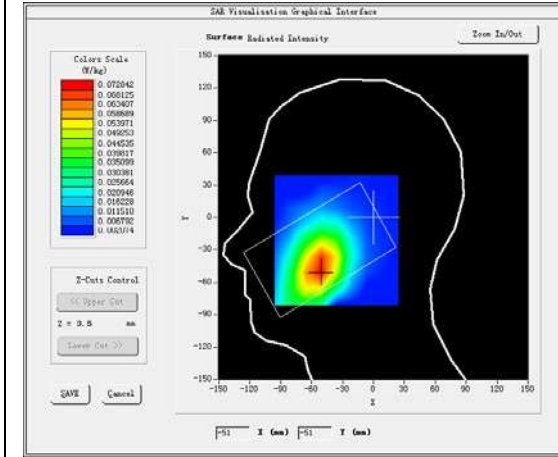 SAR Visualisation Graphical Interface
Surface Radiated Intensity
Zoom In/Out
Colors Scale
(W/kg)
0.072842
0.068125
0.063407
0.058689
0.053971
0.049253
0.044535
0.039817
0.035099
0.030381
0.025664
0.020946
0.016228
0.011510
0.006792
0.002074
150
120
90
60
30
0
-30
-60
-90
-120
-150
Y
-150 -120 -90 -60 -30 0 30 60 90 120 150
X
Z-Cuts Control
<< Upper Cut
Z = 3.5 mm
Lower Cut >>
SAVE Cancel
-51 X (mm) -51 Y (mm)